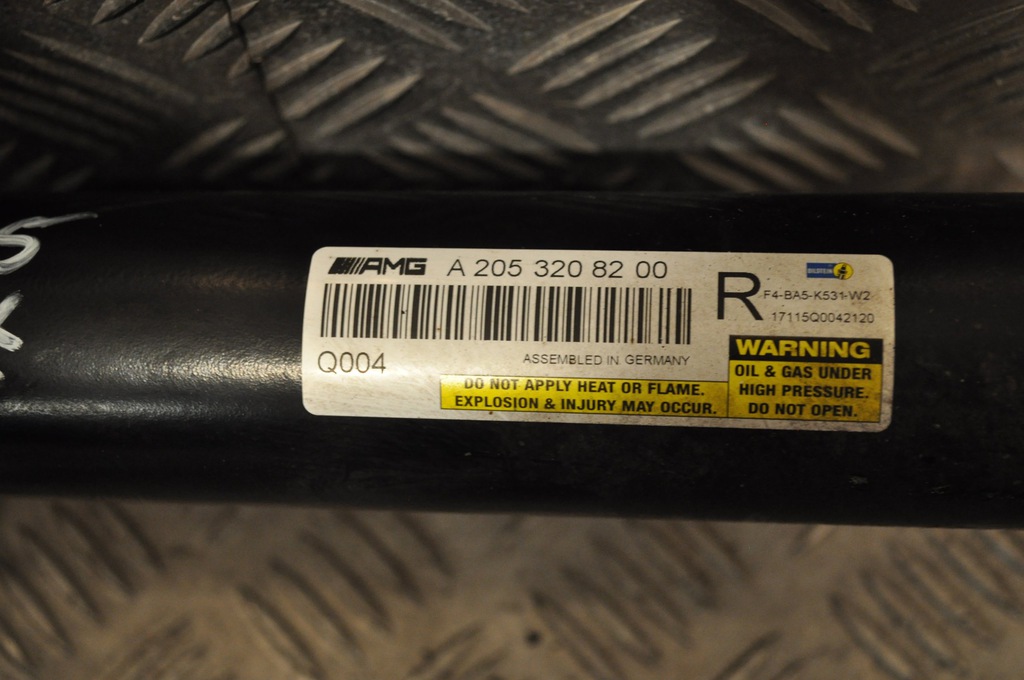 AMG A 205 320 82 00
R
BILSTEIN
F4-BA5-K531-W2
17115Q0042120
Q004
ASSEMBLED IN GERMANY
DO NOT APPLY HEAT OR FLAME.
EXPLOSION & INJURY MAY OCCUR.
WARNING
OIL & GAS UNDER
HIGH PRESSURE.
DO NOT OPEN.